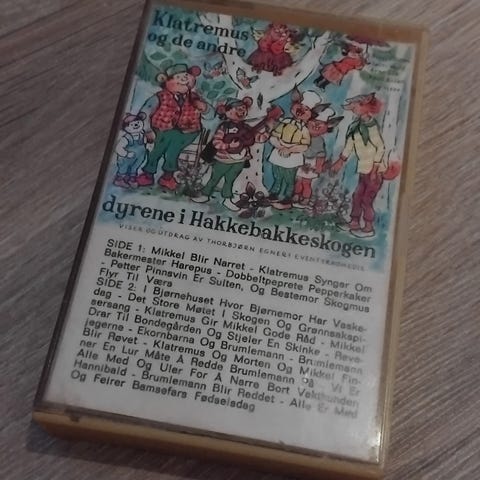 Klatremus
og de andre
dyrene i Hakkebakkeskogen
VISER OG UTDRAG AV THORBJØRN EGNERS EVENTYRKOMEDIE
SIDE 1: Mikkel Blir Narret - Klatremus Synger Om
Bakermester Harepus - Dobbeltpeprete Pepperkaker
- Petter Pinnsvin Er Sulten, Og Bestemor Skogmus
Flyr Til Værs
SIDE 2: I Bjørnehuset Hvor Bjørnemor Har Vaske-
dag - Det Store Møtet I Skogen Og Grønnsakspi-
sersang - Klatremus Gir Mikkel Gode Råd - Mikkel
Drar Til Bondegården Og Stjeler En Skinke - Reve-
jegerne - Ekornbarna Og Brumlemann - Brumlemann
Blir Røvet - Klatremus Og Morten Og Mikkel Fin-
ner En Lur Måte Å Redde Brumlemann På - Vi Er
Alle Med Og Uler For Å Narre Bort Vakthunden
Hannibald - Brumlemann Blir Reddet - Alle Er Med
Og Feirer Bamsefars Fødselsdag